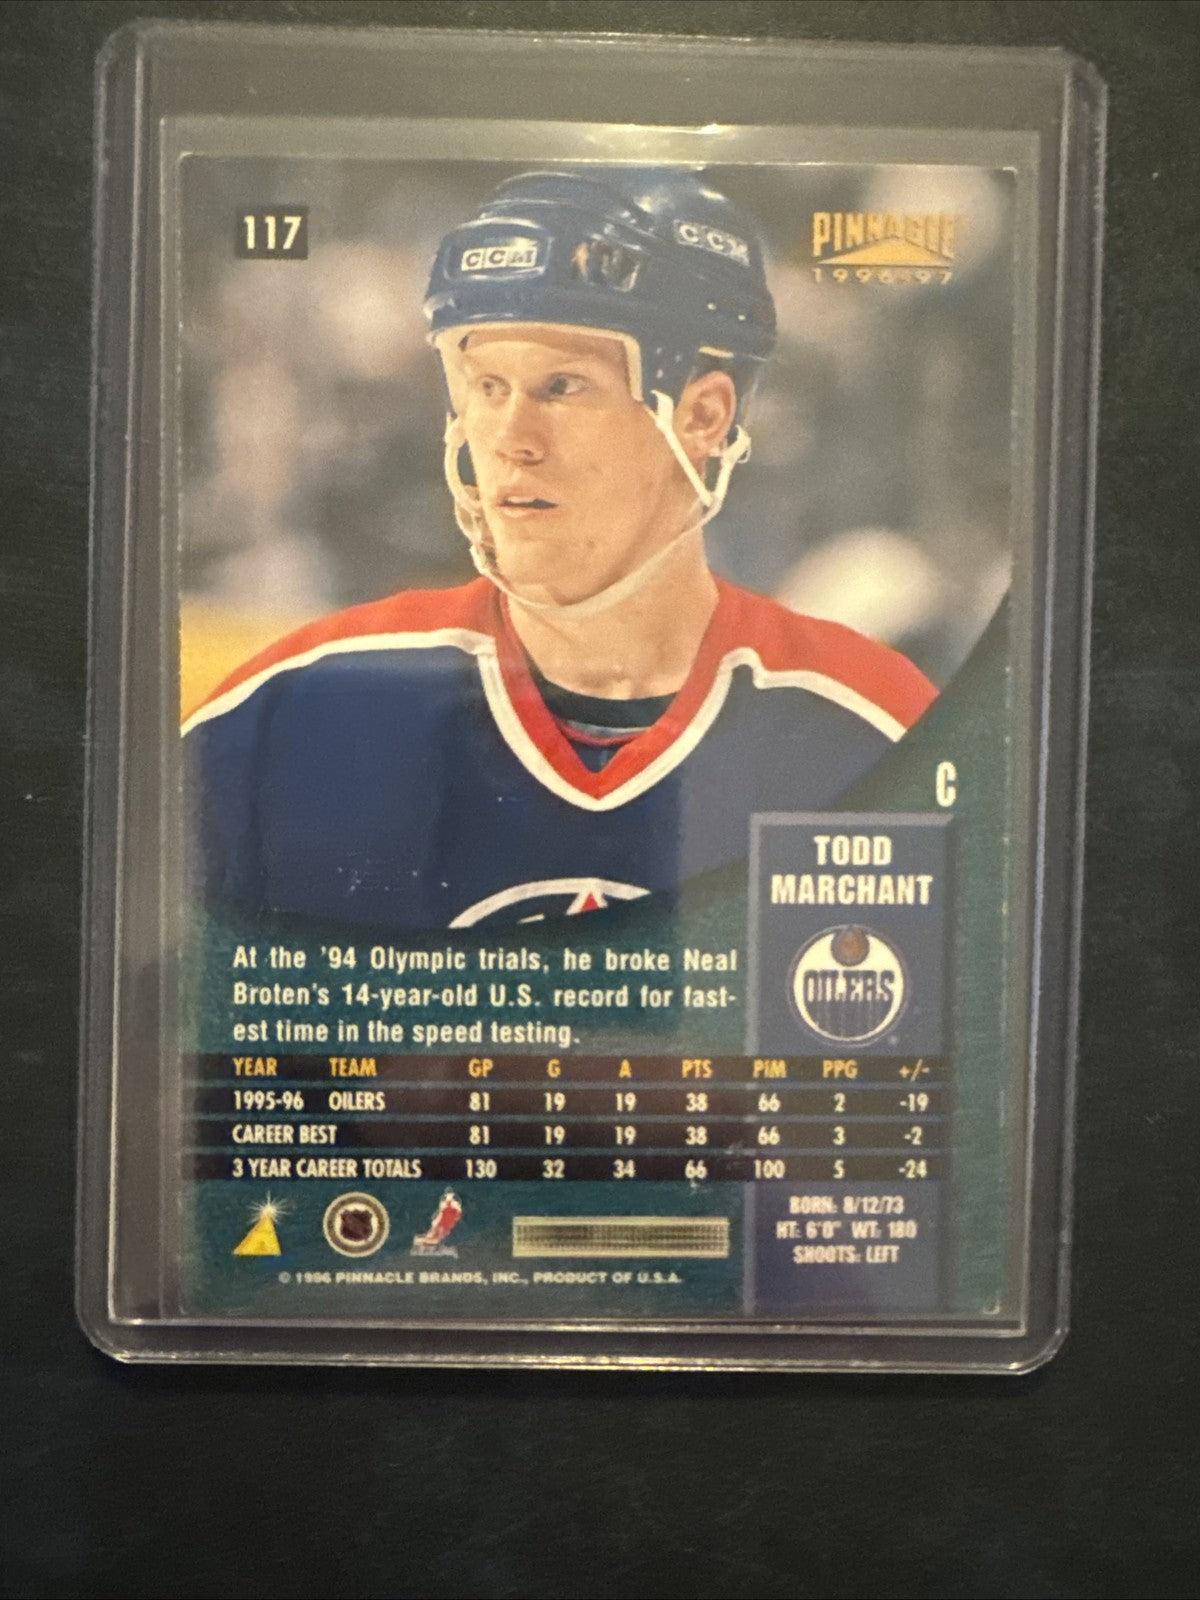 117
PINNACLE
1996-97
CCM
CCM
C
TODD
MARCHANT
OILERS
At the '94 Olympic trials, he broke Neal
Broten's 14-year-old U.S. record for fast-
est time in the speed testing.
YEAR TEAM GP G A PTS PIM PPG +/-
1995-96 OILERS 81 19 19 38 66 2 -19
CAREER BEST 81 19 19 38 66 3 -2
3 YEAR CAREER TOTALS 130 32 34 66 100 5 -24
BORN: 8/12/73
HT: 6'0" WT: 180
SHOOTS: LEFT
© 1996 PINNACLE BRANDS, INC., PRODUCT OF U.S.A.